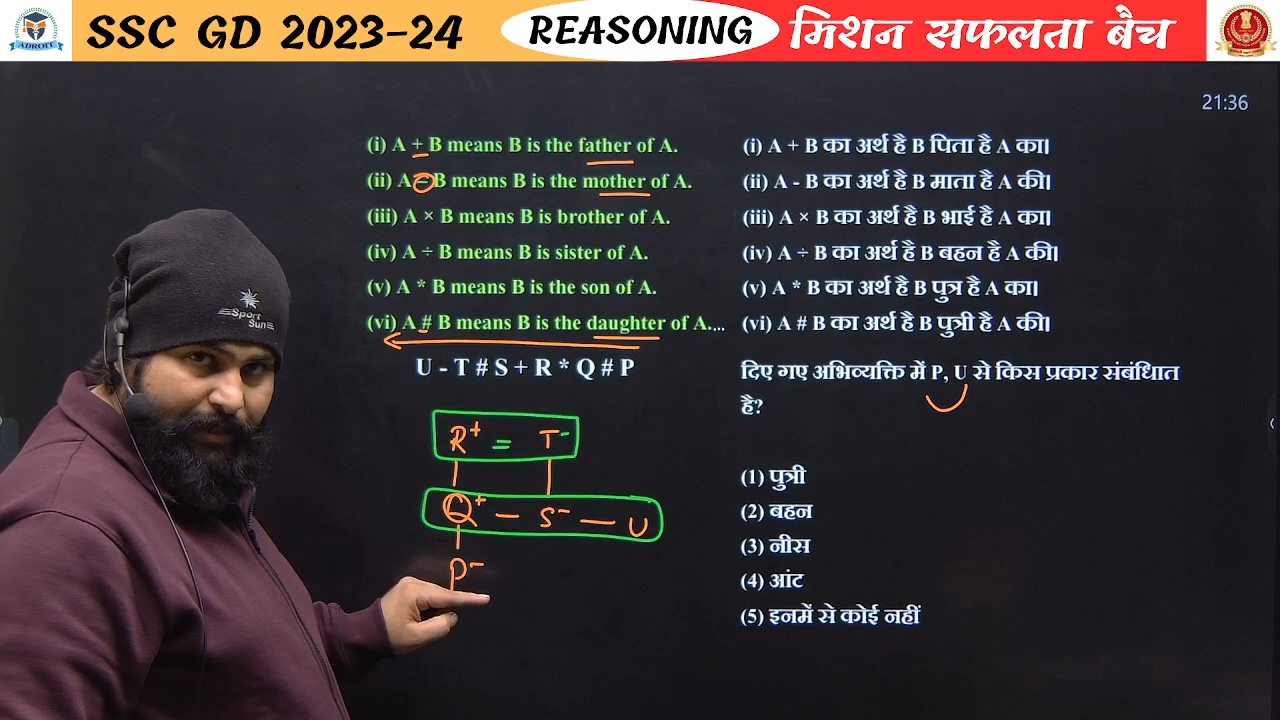 ADROIT
SSC GD 2023-24
REASONING
मिशन सफलता बैच
21:36
(i) A + B means B is the father of A.
(ii) A - B means B is the mother of A.
(iii) A × B means B is brother of A.
(iv) A ÷ B means B is sister of A.
(v) A * B means B is the son of A.
(vi) A # B means B is the daughter of A....
U - T # S + R * Q # P
(i) A + B का अर्थ है B पिता है A का।
(ii) A - B का अर्थ है B माता है A की।
(iii) A × B का अर्थ है B भाई है A का।
(iv) A ÷ B का अर्थ है B बहन है A की।
(v) A * B का अर्थ है B पुत्र है A का।
(vi) A # B का अर्थ है B पुत्री है A की।
दिए गए अभिव्यक्ति में P, U से किस प्रकार संबंधित
है?
(1) पुत्री
(2) बहन
(3) नीस
(4) आंट
(5) इनमें से कोई नहीं
R+ = T-
Q+ — S- — U
P-
Sport
Sun